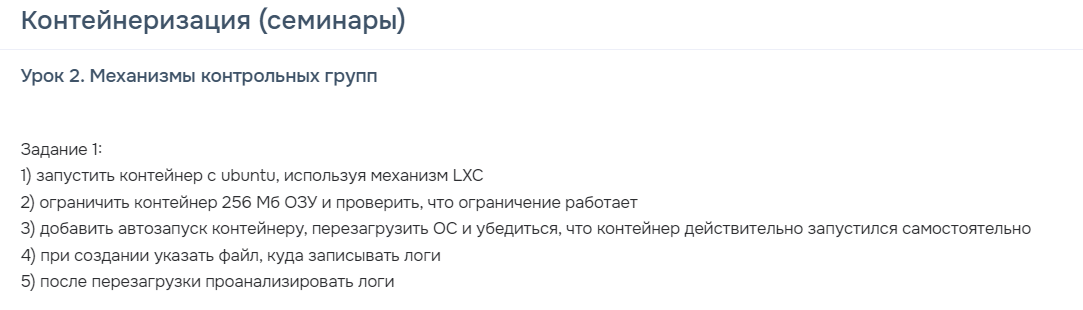 Контейнеризация (семинары)
Урок 2. Механизмы контрольных групп
Задание 1:
1) запустить контейнер с ubuntu, используя механизм LXC
2) ограничить контейнер 256 Мб ОЗУ и проверить, что ограничение работает
3) добавить автозапуск контейнеру, перезагрузить ОС и убедиться, что контейнер действительно запустился самостоятельно
4) при создании указать файл, куда записывать логи
5) после перезагрузки проанализировать логи